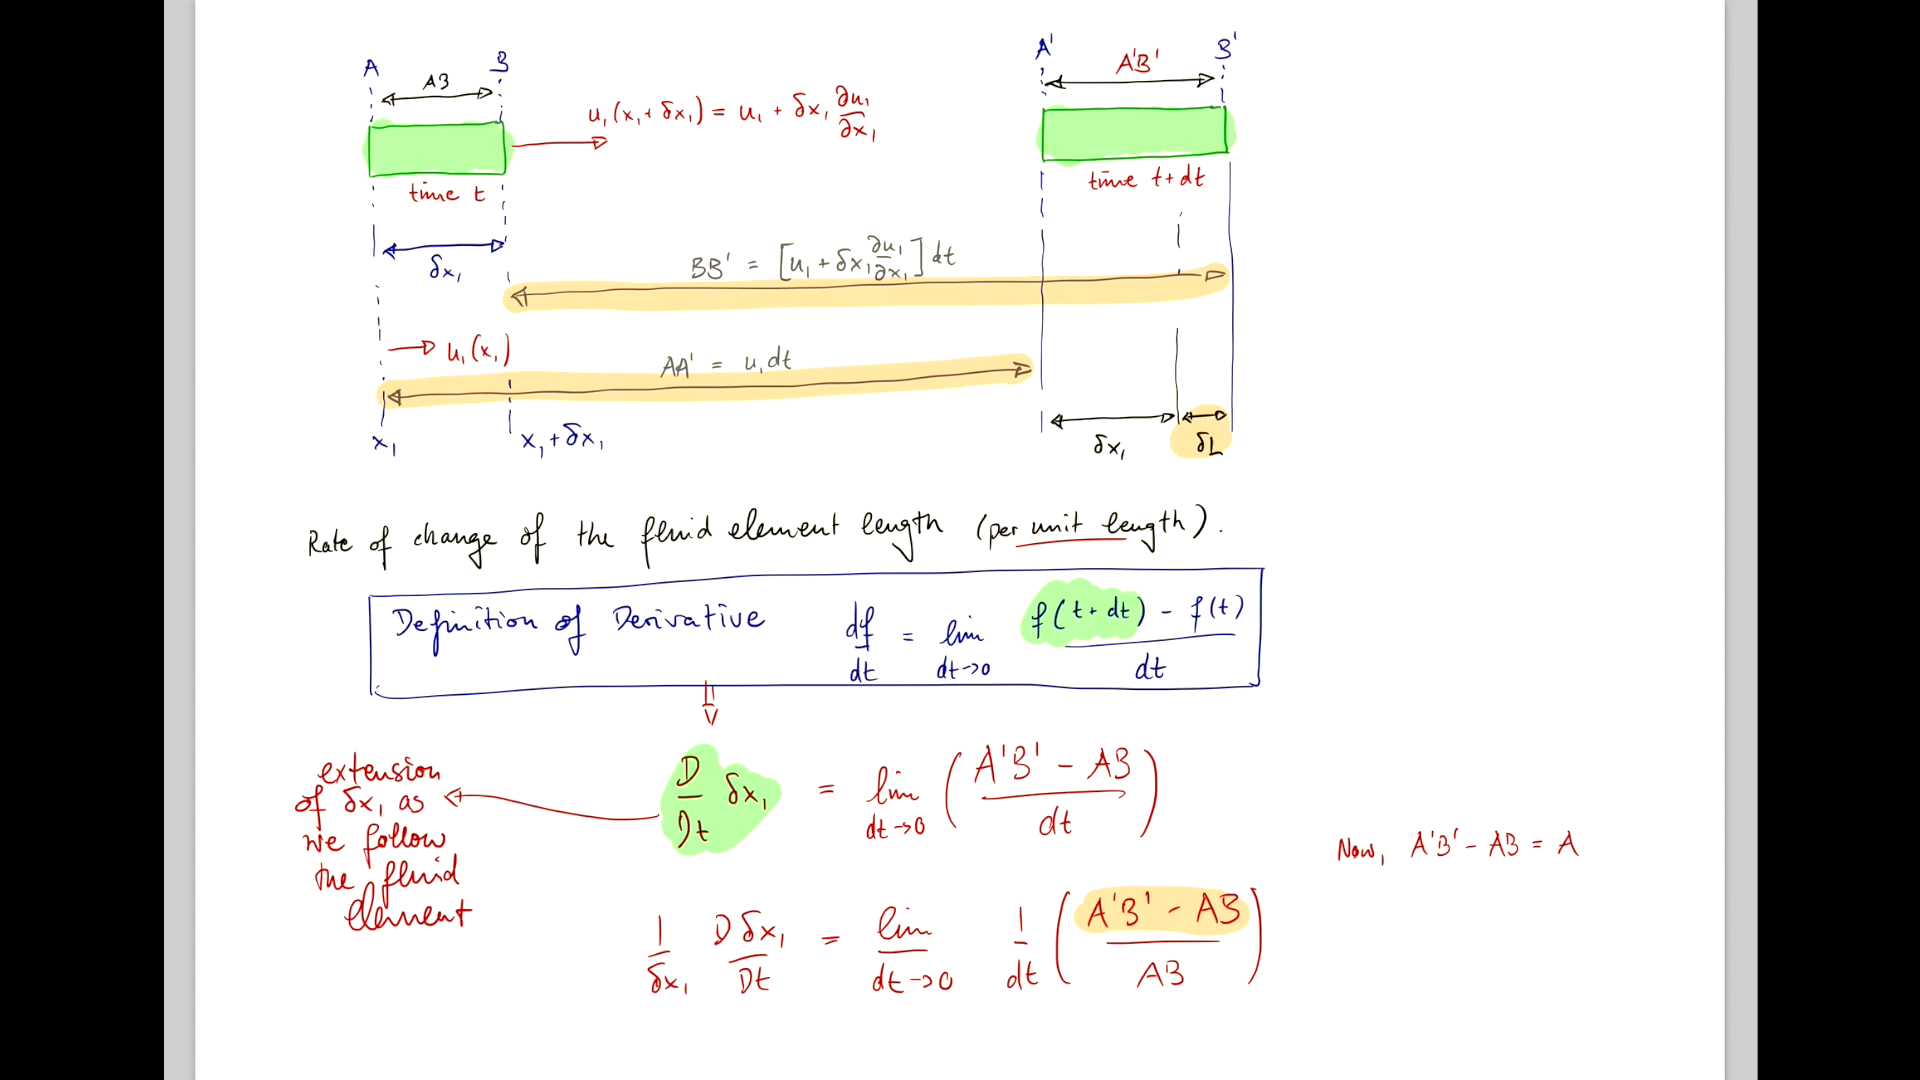 A B A' B'
AB A'B'
u₁(x₁+δx₁) = u₁ + δx₁ ∂u₁/∂x₁
time t time t+dt
δx₁
BB' = [u₁ + δx₁ ∂u₁/∂x₁] dt
u₁(x₁)
AA' = u₁dt
x₁ x₁+δx₁ δx₁ δL
Rate of change of the fluid element length (per unit length).
Definition of Derivative df/dt = lim dt→0 f(t+dt) - f(t) / dt
extension
of δx₁ as
we follow
the fluid
element
D/Dt δx₁ = lim dt→0 (A'B' - AB / dt)
Now, A'B' - AB = A
1/δx₁ Dδx₁/Dt = lim dt→0 1/dt (A'B' - AB / AB)